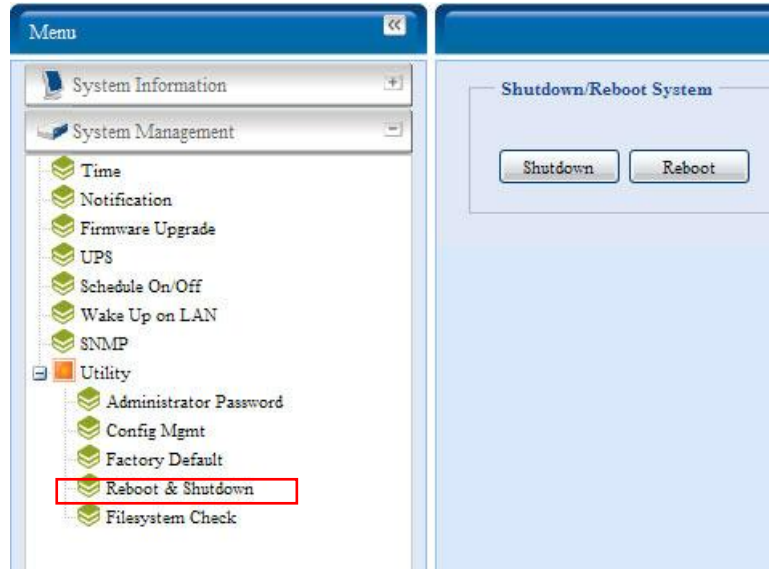 Menu
System Information
System Management
Time
Notification
Firmware Upgrade
UPS
Schedule On/Off
Wake Up on LAN
SNMP
Utility
Administrator Password
Config Mgmt
Factory Default
Reboot & Shutdown
Filesystem Check
Shutdown/Reboot System
Shutdown Reboot